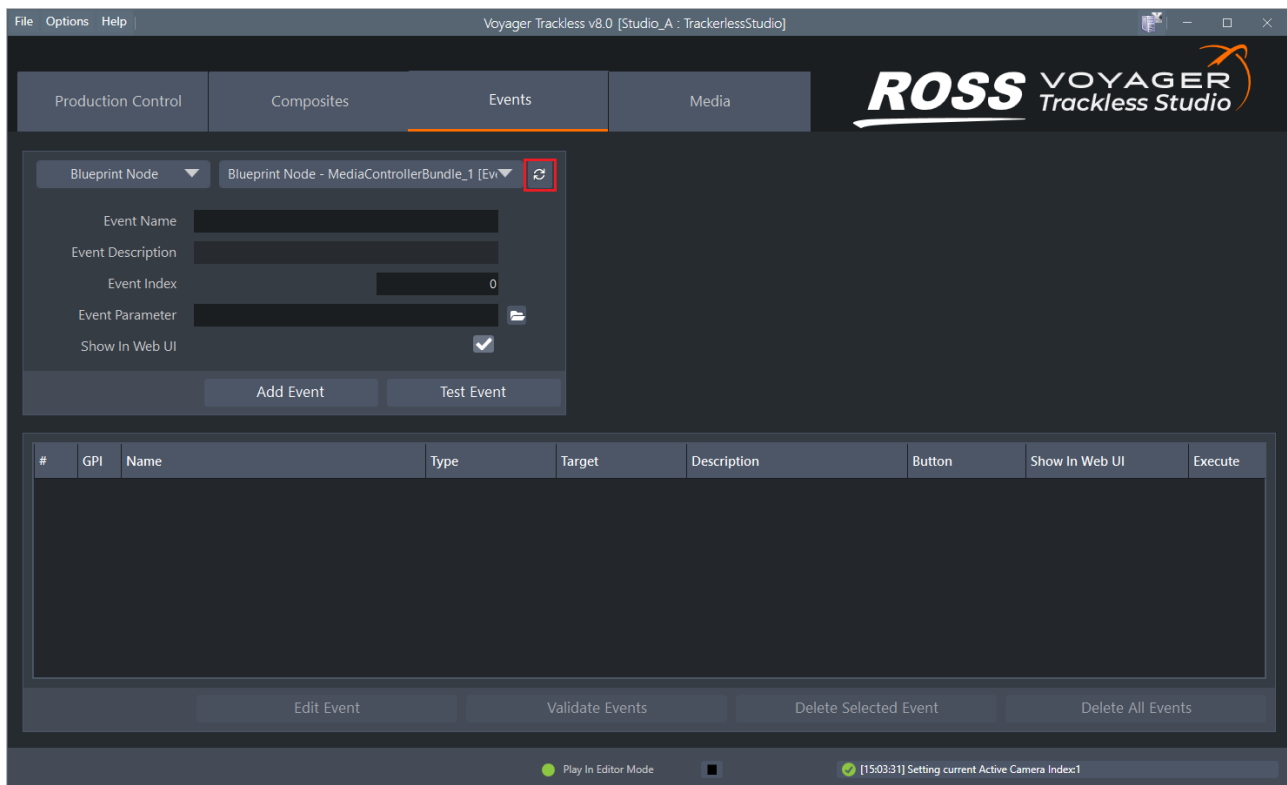 File Options Help
Voyager Trackless v8.0 [Studio_A : TrackerlessStudio]
Production Control
Composites
Events
Media
ROSS VOYAGER
Trackless Studio
Blueprint Node
Blueprint Node - MediaControllerBundle_1 [Ev
Event Name
Event Description
Event Index 0
Event Parameter
Show In Web UI
Add Event Test Event
# GPI Name Type Target Description Button Show In Web UI Execute
Edit Event Validate Events Delete Selected Event Delete All Events
Play In Editor Mode
[15:03:31] Setting current Active Camera Index:1